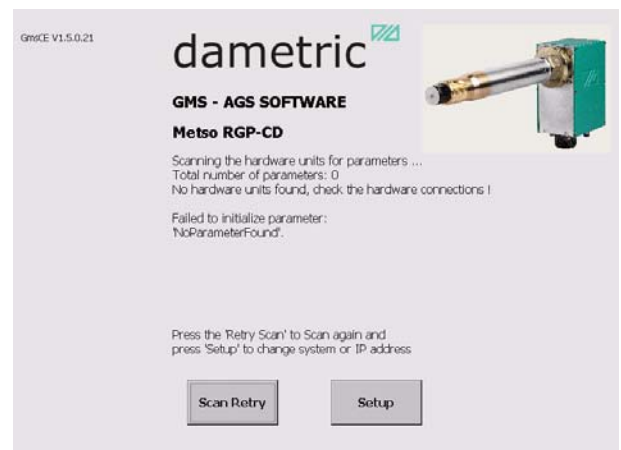 GmsCE V1.5.0.21
dametric
GMS - AGS SOFTWARE
Metso RGP-CD
Scanning the hardware units for parameters ...
Total number of parameters: 0
No hardware units found, check the hardware connections !
Failed to initialize parameter:
'NoParameterFound'.
Press the 'Retry Scan' to Scan again and
press 'Setup' to change system or IP address
Scan Retry
Setup